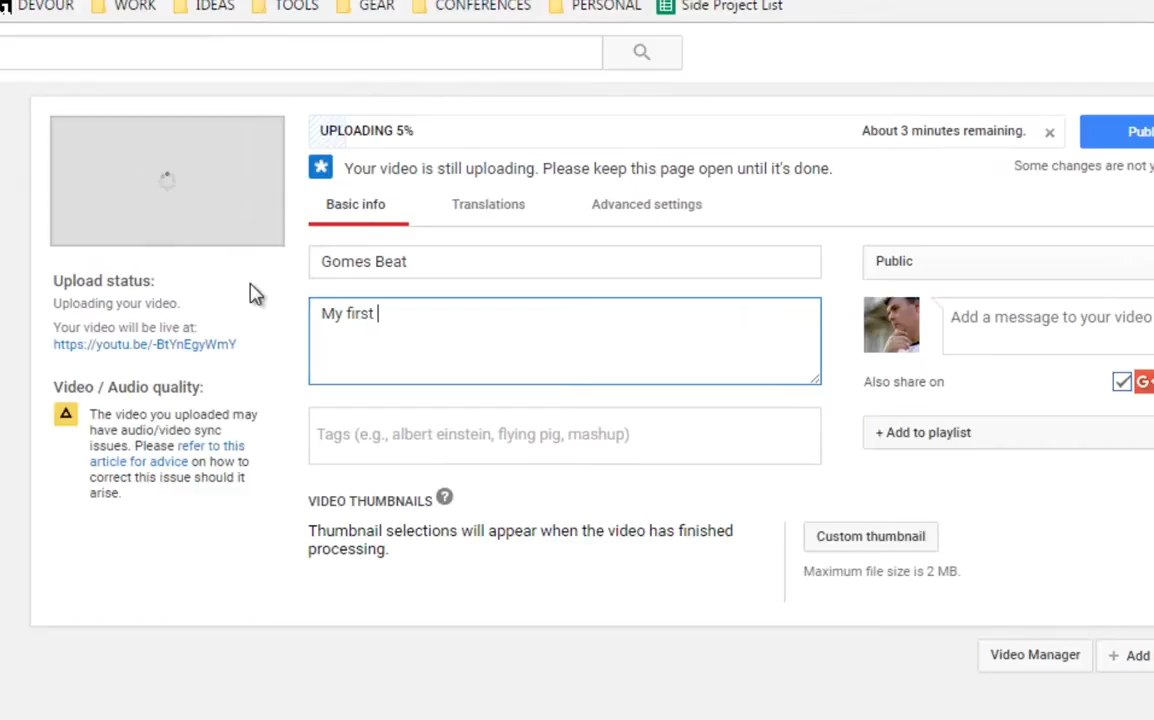 DEVOUR WORK IDEAS TOOLS GEAR CONFERENCES PERSONAL Side Project List
UPLOADING 5% About 3 minutes remaining.
Your video is still uploading. Please keep this page open until it's done.
Some changes are not y
Basic info Translations Advanced settings
Gomes Beat
Public
My first
Add a message to your video
Upload status:
Uploading your video.
Your video will be live at:
https://youtu.be/-BtYnEgyWmY
Also share on
Video / Audio quality:
The video you uploaded may
have audio/video sync
issues. Please refer to this
article for advice on how to
correct this issue should it
arise.
Tags (e.g., albert einstein, flying pig, mashup)
+ Add to playlist
VIDEO THUMBNAILS ?
Thumbnail selections will appear when the video has finished
processing.
Custom thumbnail
Maximum file size is 2 MB.
Video Manager + Add